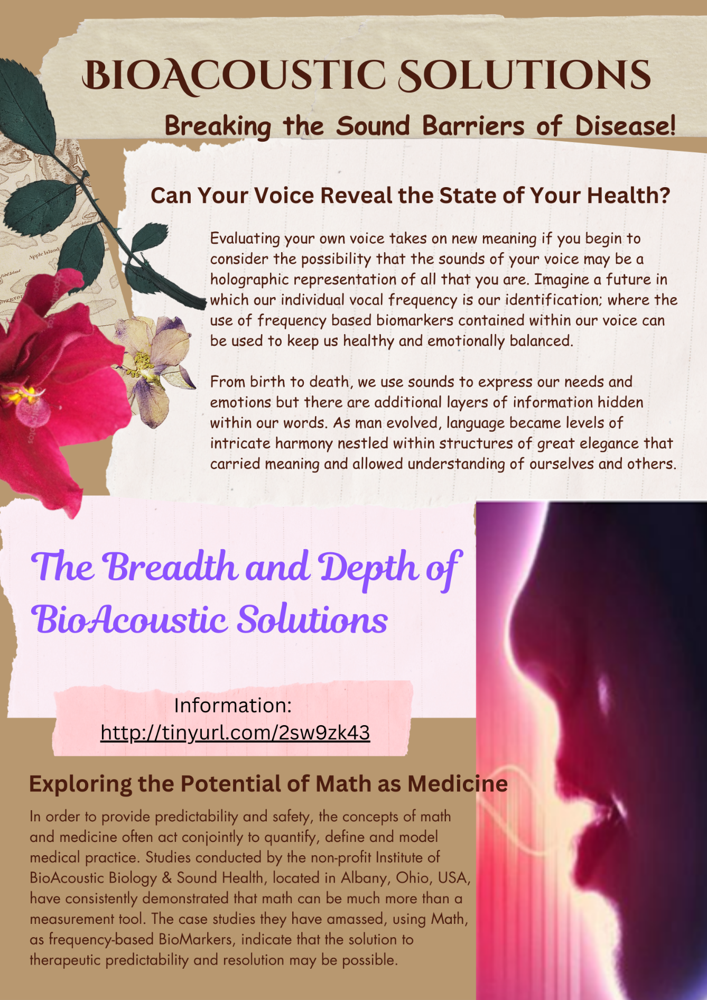 BIOACOUSTIC SOLUTIONS
Breaking the Sound Barriers of Disease!
Can Your Voice Reveal the State of Your Health?
Evaluating your own voice takes on new meaning if you begin to
consider the possibility that the sounds of your voice may be a
holographic representation of all that you are. Imagine a future in
which our individual vocal frequency is our identification; where the
use of frequency based biomarkers contained within our voice can
be used to keep us healthy and emotionally balanced.
From birth to death, we use sounds to express our needs and
emotions but there are additional layers of information hidden
within our words. As man evolved, language became levels of
intricate harmony nestled within structures of great elegance that
carried meaning and allowed understanding of ourselves and others.
Snake Island
Apple Island
Bird Island
The Breadth and Depth of
BioAcoustic Solutions
Information:
http://tinyurl.com/2sw9zk43
Exploring the Potential of Math as Medicine
In order to provide predictability and safety, the concepts of math
and medicine often act conjointly to quantify, define and model
medical practice. Studies conducted by the non-profit Institute of
BioAcoustic Biology & Sound Health, located in Albany, Ohio, USA,
have consistently demonstrated that math can be much more than a
measurement tool. The case studies they have amassed, using Math,
as frequency-based BioMarkers, indicate that the solution to
therapeutic predictability and resolution may be possible.